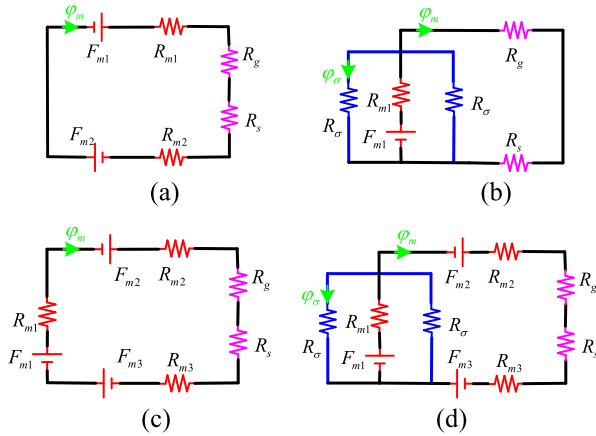 φm
Fm1
Rm1
Rg
Rs
Fm2
Rm2
(a)
φm
Rg
φσ
Rm1
Rσ
Fm1
Rσ
Rs
(b)
φm
Fm2
Rm2
Rg
Rm1
Fm1
Rs
Fm3
Rm3
(c)
φm
Fm2
Rm2
Rg
φσ
Rm1
Rσ
Rσ
Fm1
Rs
Fm3
Rm3
(d)